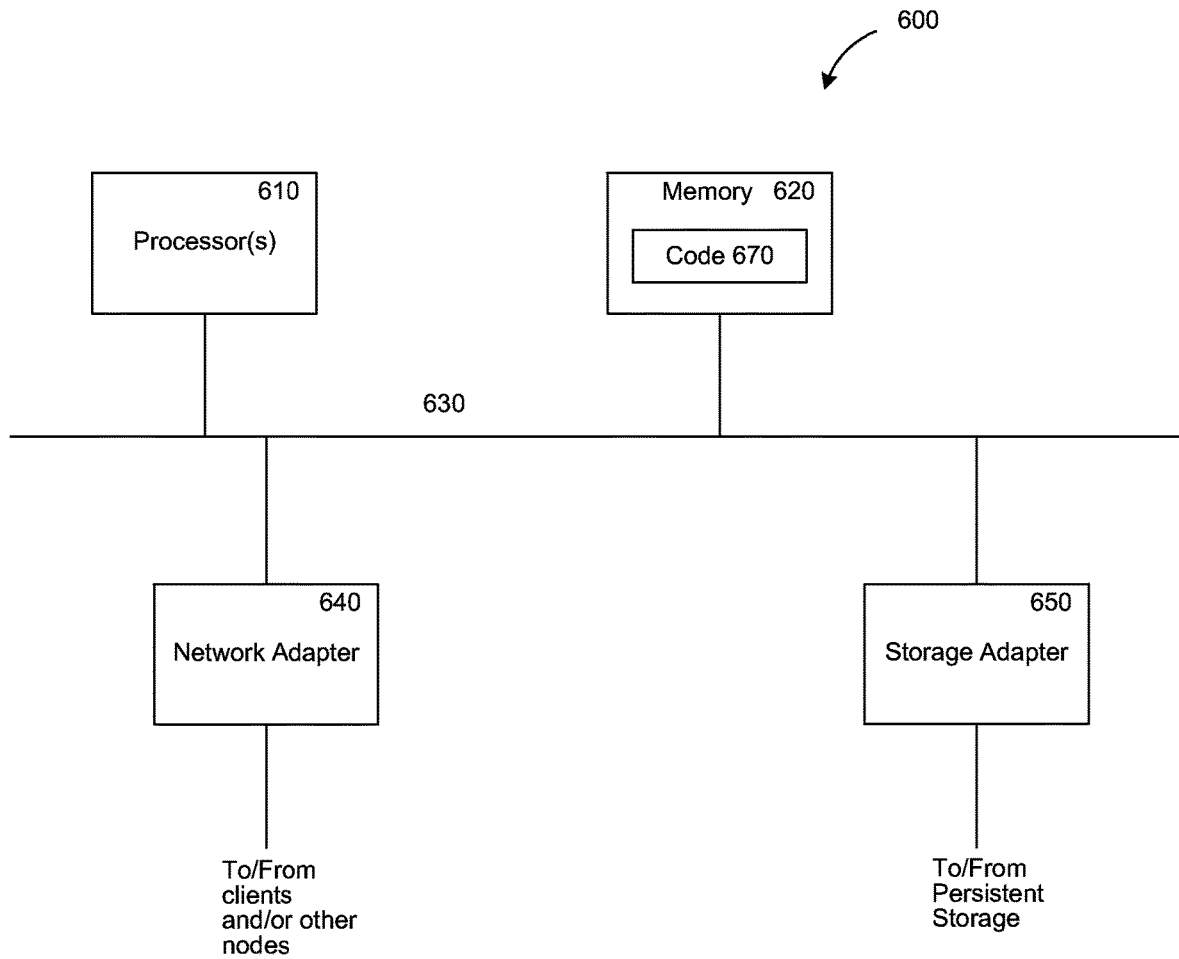 600
610
Processor(s)
Memory 620
Code 670
630
640
Network Adapter
650
Storage Adapter
To/From
clients
and/or other
nodes
To/From
Persistent
Storage